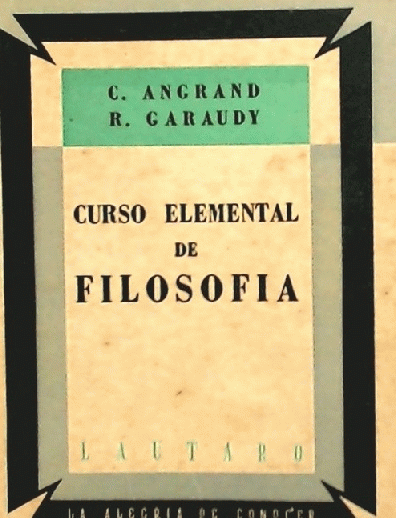 C. ANGRAND
R. GARAUDY
CURSO ELEMENTAL
DE
FILOSOFIA
LAUTARO
LA ALEGRIA DE CONOCER